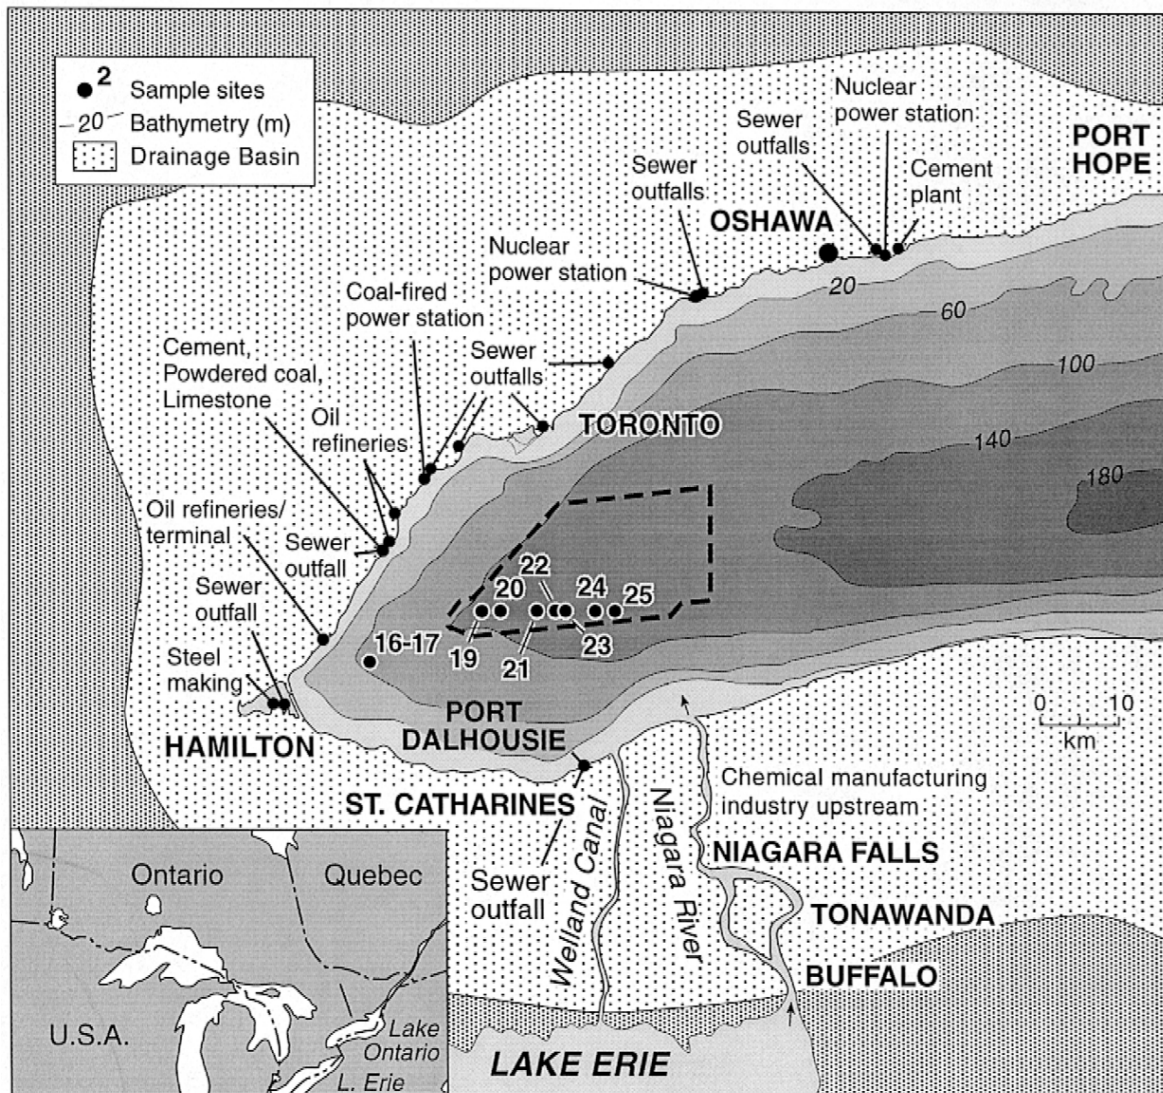 2
Sample sites
20
Bathymetry (m)
Drainage Basin
Nuclear
power station
Sewer
outfalls
PORT
HOPE
Cement
plant
Sewer
outfalls
OSHAWA
Nuclear
power station
20
60
100
140
180
Coal-fired
power station
Cement,
Powdered coal,
Limestone
Sewer
outfalls
Oil
refineries
TORONTO
Oil refineries/
terminal
Sewer
outfall
Sewer
outfall
Steel
making
HAMILTON
16-17
19
20
21
22
23
24
25
PORT
DALHOUSIE
0 10
km
ST. CATHARINES
Sewer
outfall
Welland Canal
Niagara River
Chemical manufacturing
industry upstream
NIAGARA FALLS
TONAWANDA
BUFFALO
LAKE ERIE
Ontario
Quebec
U.S.A.
Lake
Ontario
L. Erie